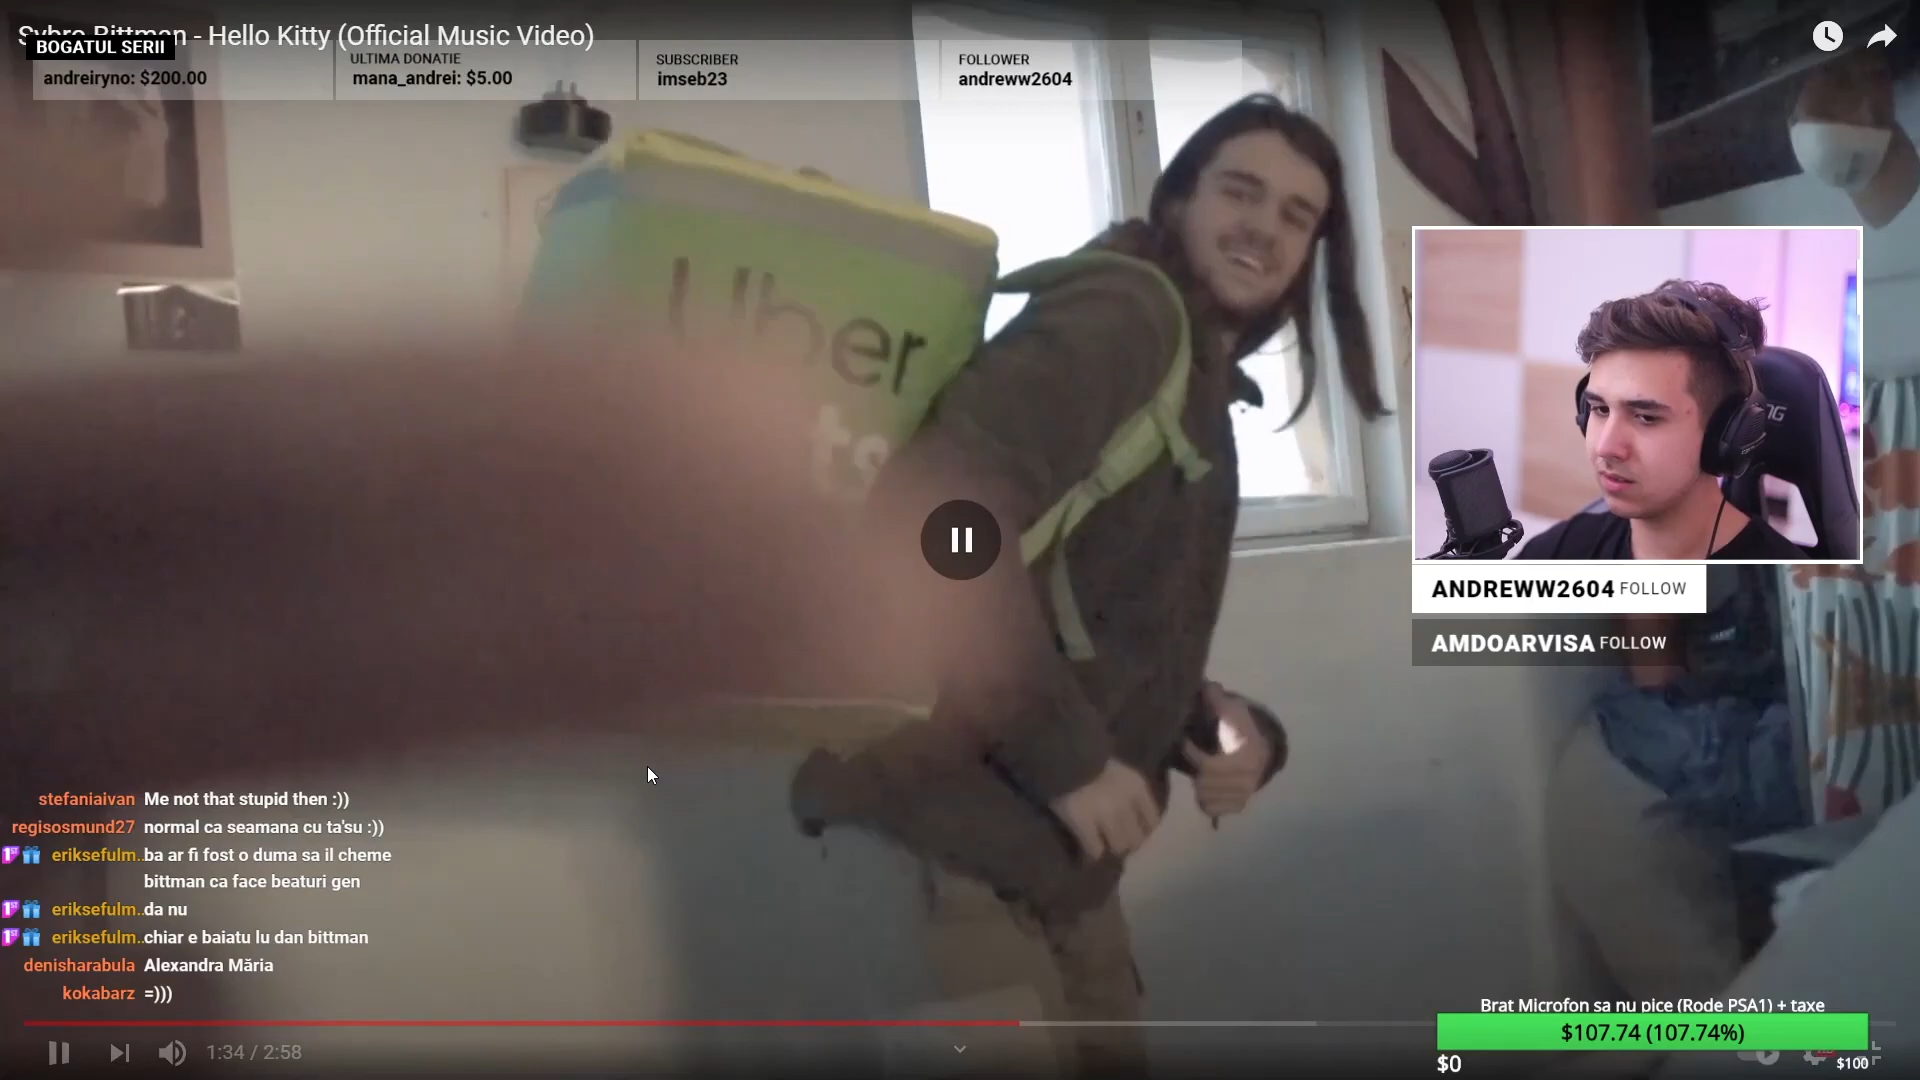 Sybro Bittman - Hello Kitty (Official Music Video)
BOGATUL SERII
andreiryno: $200.00
ULTIMA DONATIE
mana_andrei: $5.00
SUBSCRIBER
imseb23
FOLLOWER
andreww2604
Uber
ts
ANDREWW2604 FOLLOW
AMDOARVISA FOLLOW
stefaniaivan Me not that stupid then :))
regisosmund27 normal ca seamana cu ta'su :))
eriksefulm.. ba ar fi fost o duma sa il cheme
bittman ca face beaturi gen
eriksefulm.. da nu
eriksefulm.. chiar e baiatu lu dan bittman
denisharabula Alexandra Măria
kokabarz =)))
1:34 / 2:58
Brat Microfon sa nu pice (Rode PSA1) + taxe
$107.74 (107.74%)
$0
$100